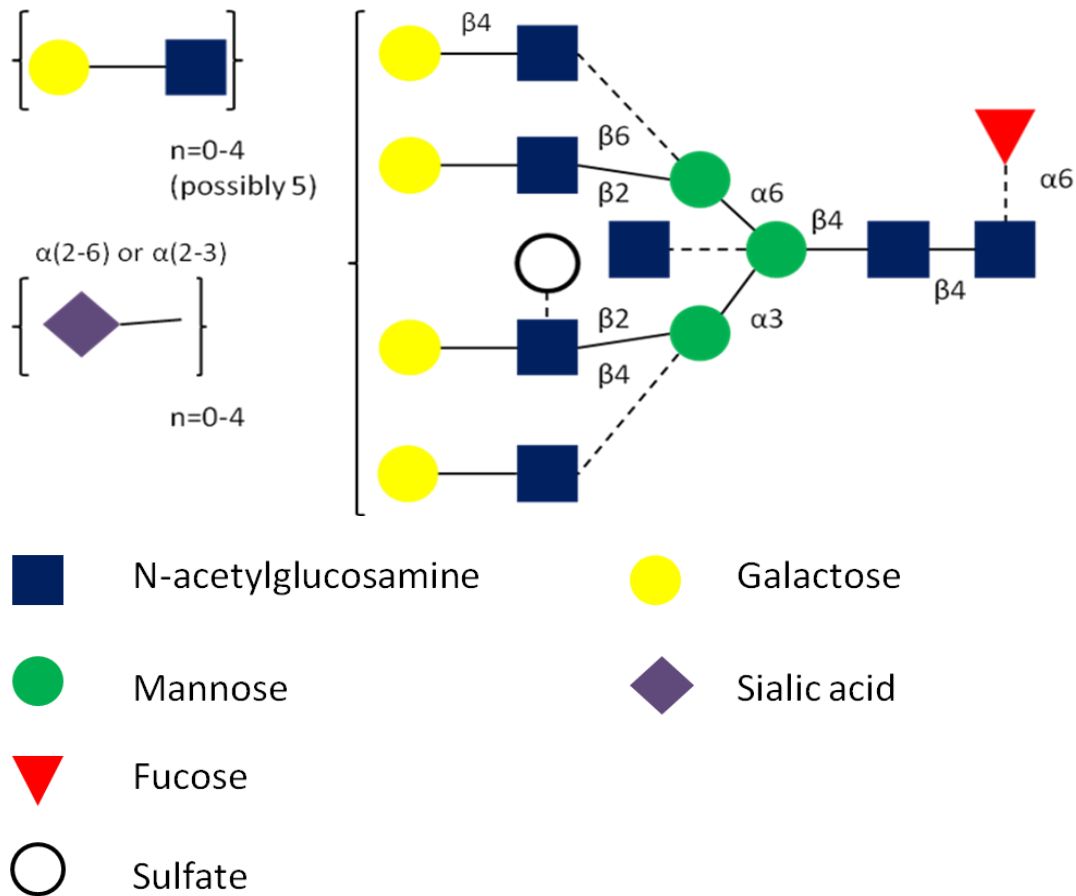 β4
n=0-4
(possibly 5)
β6
β2
α6
α6
β4
α(2-6) or α(2-3)
β4
β2
α3
β4
n=0-4
N-acetylglucosamine
Galactose
Mannose
Sialic acid
Fucose
Sulfate